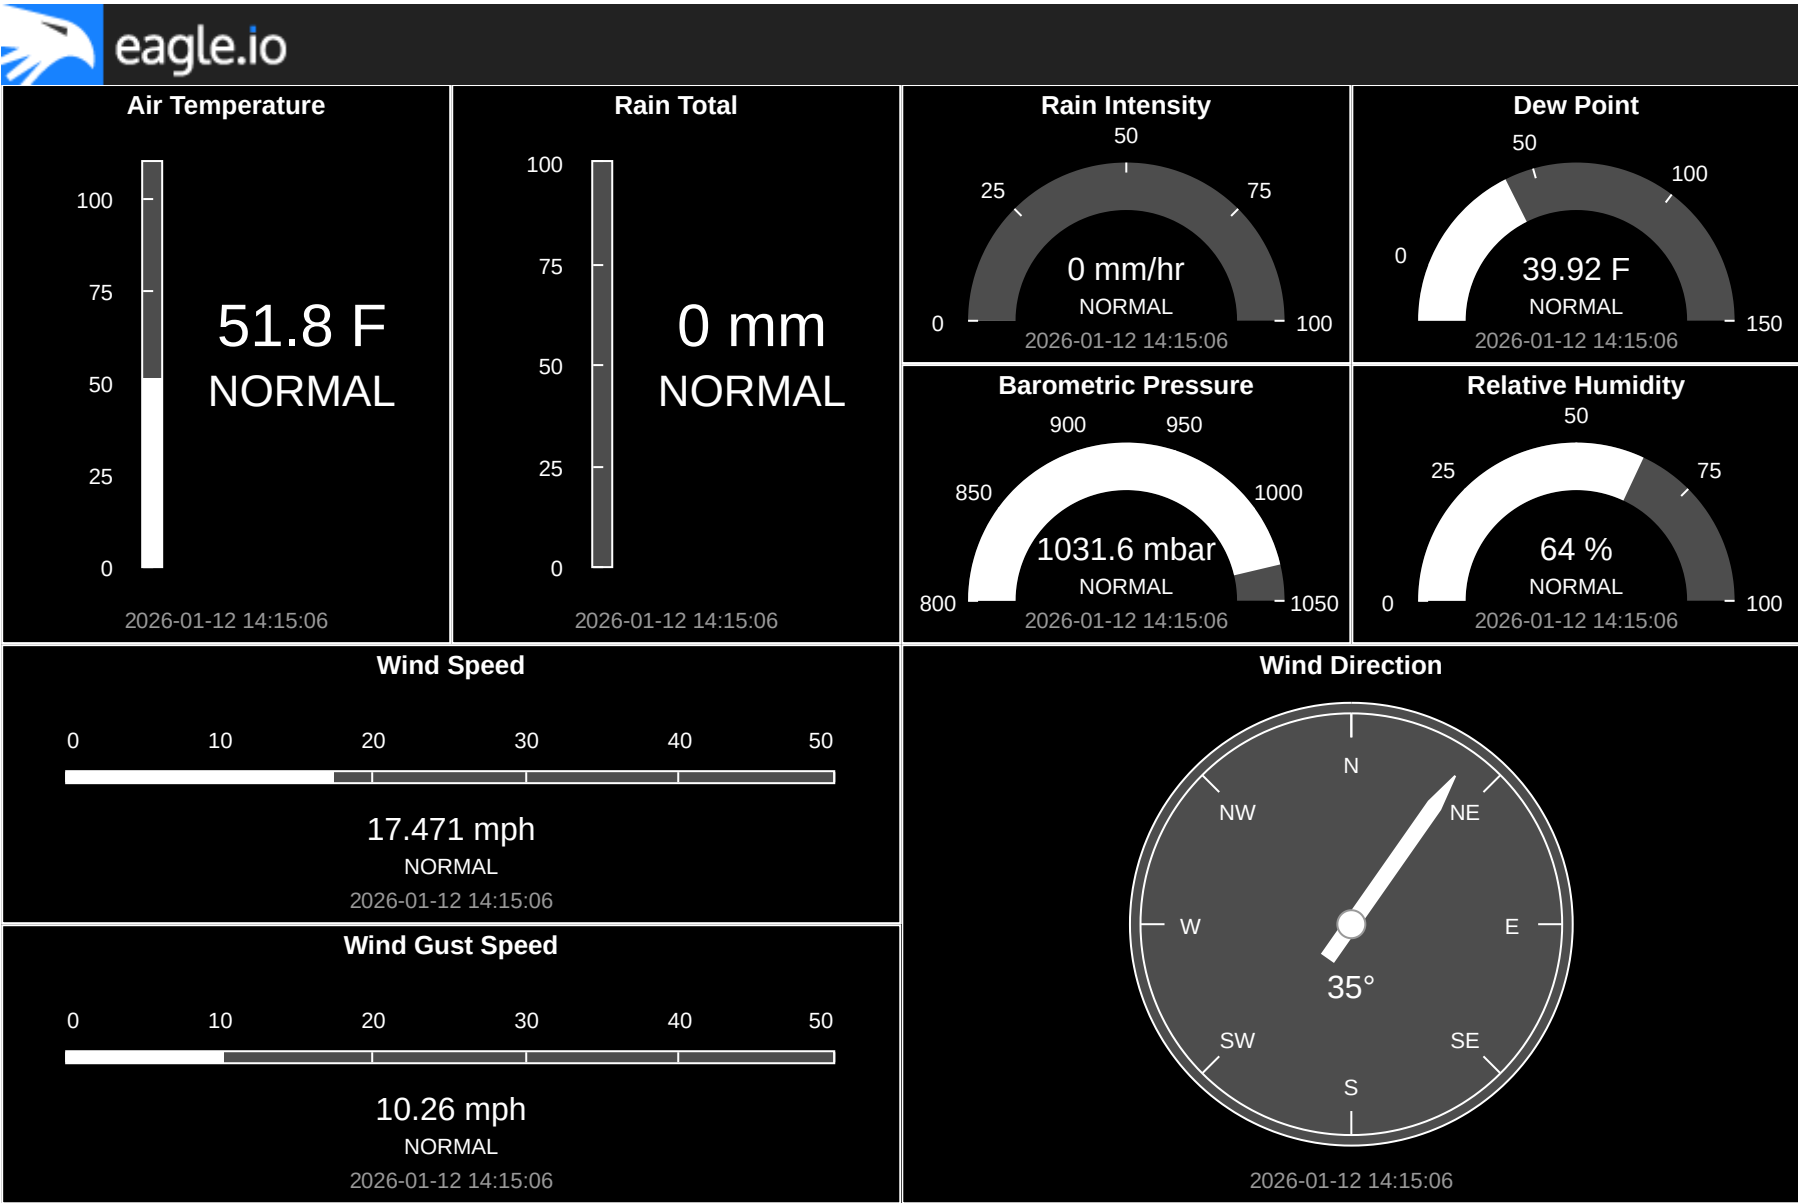 eagle.io
Air Temperature
100
75
50
25
0
51.8 F
NORMAL
2026-01-12 14:15:06
Rain Total
100
75
50
25
0
0 mm
NORMAL
2026-01-12 14:15:06
Rain Intensity
50
25
75
0
100
0 mm/hr
NORMAL
2026-01-12 14:15:06
Dew Point
50
100
0
150
39.92 F
NORMAL
2026-01-12 14:15:06
Barometric Pressure
900
950
850
1000
800
1050
1031.6 mbar
NORMAL
2026-01-12 14:15:06
Relative Humidity
50
25
75
0
100
64 %
NORMAL
2026-01-12 14:15:06
Wind Speed
0 10 20 30 40 50
17.471 mph
NORMAL
2026-01-12 14:15:06
Wind Gust Speed
0 10 20 30 40 50
10.26 mph
NORMAL
2026-01-12 14:15:06
Wind Direction
N
NW
NE
W
E
35°
SW
SE
S
2026-01-12 14:15:06